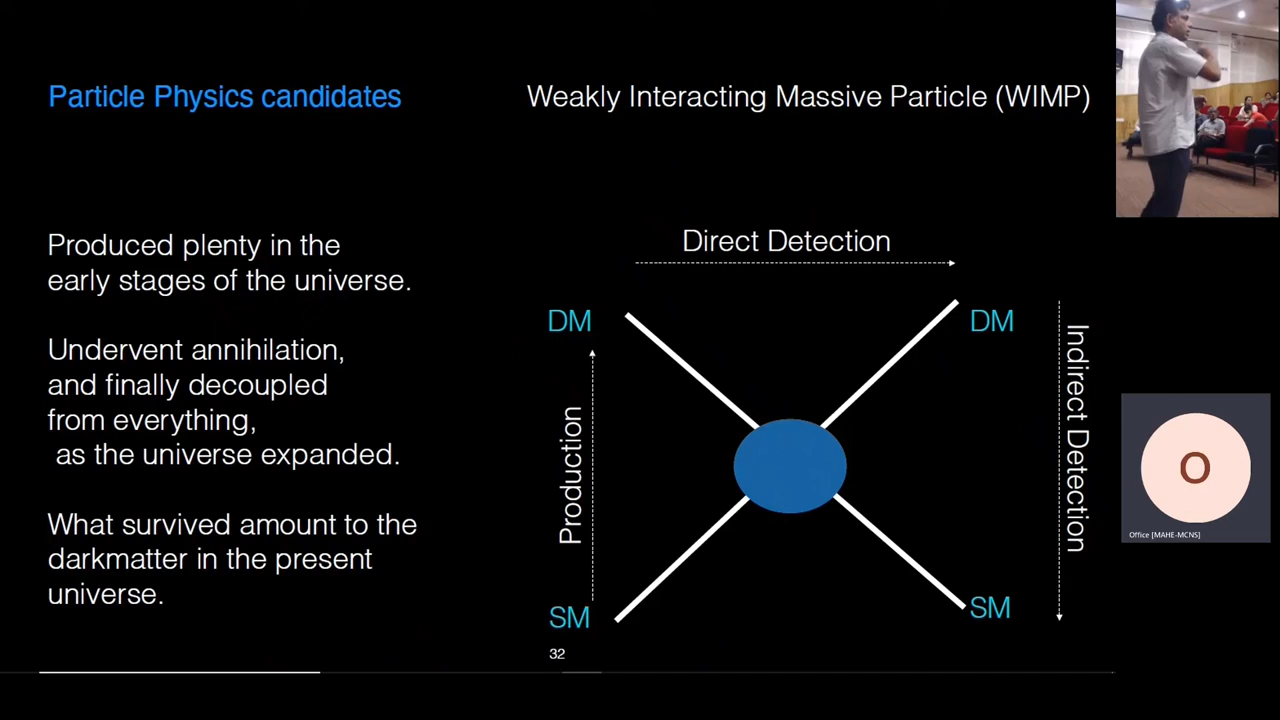 Particle Physics candidates
Weakly Interacting Massive Particle (WIMP)
Produced plenty in the
early stages of the universe.
Undervent annihilation,
and finally decoupled
from everything,
as the universe expanded.
What survived amount to the
darkmatter in the present
universe.
Direct Detection
DM
DM
Production
Indirect Detection
SM
SM
32
O
Office [MAHE-MCNS]